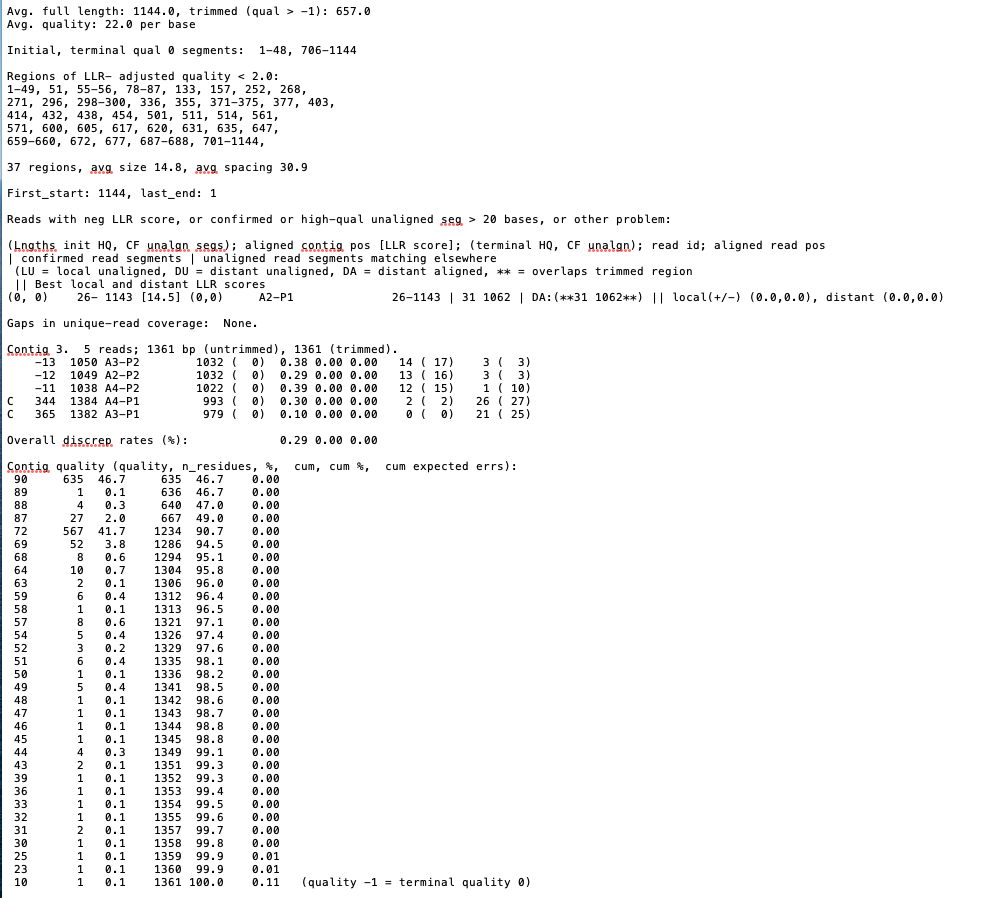 Avg. full length: 1144.0, trimmed (qual > -1): 657.0
Avg. quality: 22.0 per base
Initial, terminal qual 0 segments:  1-48, 706-1144
Regions of LLR- adjusted quality < 2.0:
1-49, 51, 55-56, 78-87, 133, 157, 252, 268,
271, 296, 298-300, 336, 355, 371-375, 377, 403,
414, 432, 438, 454, 501, 511, 514, 561,
571, 600, 605, 617, 620, 631, 635, 647,
659-660, 672, 677, 687-688, 701-1144,
37 regions, avg size 14.8, avg spacing 30.9
First_start: 1144, last_end: 1
Reads with neg LLR score, or confirmed or high-qual unaligned seg > 20 bases, or other problem:
(Lngths init HQ, CF unalgn segs); aligned contig pos [LLR score]; (terminal HQ, CF unalgn); read id; aligned read pos
| confirmed read segments | unaligned read segments matching elsewhere
(LU = local unaligned, DU = distant unaligned, DA = distant aligned, ** = overlaps trimmed region
|| Best local and distant LLR scores
(0, 0)    26- 1143 [14.5] (0,0)     A2-P1              26-1143 | 31 1062 | DA:(**31 1062**) || local(+/-) (0.0,0.0), distant (0.0,0.0)
Gaps in unique-read coverage:  None.
Contig 3.  5 reads; 1361 bp (untrimmed), 1361 (trimmed).
    -13  1050 A3-P2        1032 (  0)  0.38 0.00 0.00   14 ( 17)    3 (  3)
    -12  1049 A2-P2        1032 (  0)  0.29 0.00 0.00   13 ( 16)    3 (  3)
    -11  1038 A4-P2        1022 (  0)  0.39 0.00 0.00   12 ( 15)    1 ( 10)
C   344  1384 A4-P1         993 (  0)  0.30 0.00 0.00    2 (  2)   26 ( 27)
C   365  1382 A3-P1         979 (  0)  0.10 0.00 0.00    0 (  0)   21 ( 25)
Overall discrep rates (%):             0.29 0.00 0.00
Contig quality (quality, n_residues, %,  cum, cum %,  cum expected errs):
 90     635  46.7     635  46.7    0.00
 89       1   0.1     636  46.7    0.00
 88       4   0.3     640  47.0    0.00
 87      27   2.0     667  49.0    0.00
 72     567  41.7    1234  90.7    0.00
 69      52   3.8    1286  94.5    0.00
 68       8   0.6    1294  95.1    0.00
 64      10   0.7    1304  95.8    0.00
 63       2   0.1    1306  96.0    0.00
 59       6   0.4    1312  96.4    0.00
 58       1   0.1    1313  96.5    0.00
 57       8   0.6    1321  97.1    0.00
 54       5   0.4    1326  97.4    0.00
 52       3   0.2    1329  97.6    0.00
 51       6   0.4    1335  98.1    0.00
 50       1   0.1    1336  98.2    0.00
 49       5   0.4    1341  98.5    0.00
 48       1   0.1    1342  98.6    0.00
 47       1   0.1    1343  98.7    0.00
 46       1   0.1    1344  98.8    0.00
 45       1   0.1    1345  98.8    0.00
 44       4   0.3    1349  99.1    0.00
 43       2   0.1    1351  99.3    0.00
 39       1   0.1    1352  99.3    0.00
 36       1   0.1    1353  99.4    0.00
 33       1   0.1    1354  99.5    0.00
 32       1   0.1    1355  99.6    0.00
 31       2   0.1    1357  99.7    0.00
 30       1   0.1    1358  99.8    0.00
 25       1   0.1    1359  99.9    0.01
 23       1   0.1    1360  99.9    0.01
 10       1   0.1    1361 100.0    0.11   (quality -1 = terminal quality 0)